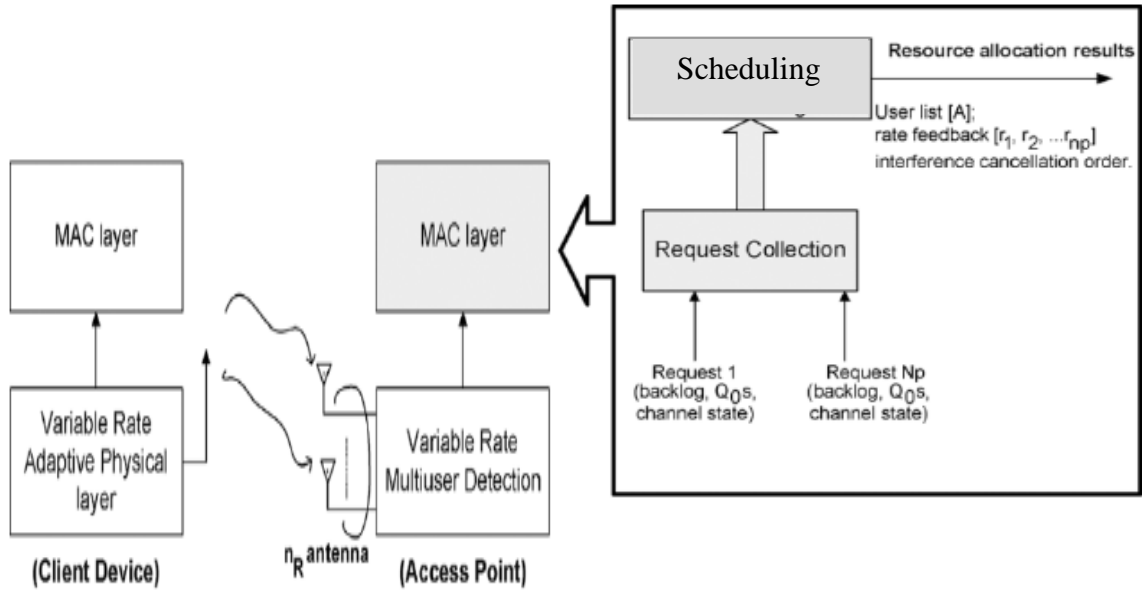 Scheduling
Resource allocation results
User list [A];
rate feedback [r1, r2, ...rnp]
interference cancellation order.
MAC layer
MAC layer
Request Collection
Request 1
(backlog, Q0s,
channel state)
Request Np
(backlog, Q0s,
channel state)
Variable Rate
Adaptive Physical
layer
Variable Rate
Multiuser Detection
nR antenna
(Client Device)
(Access Point)